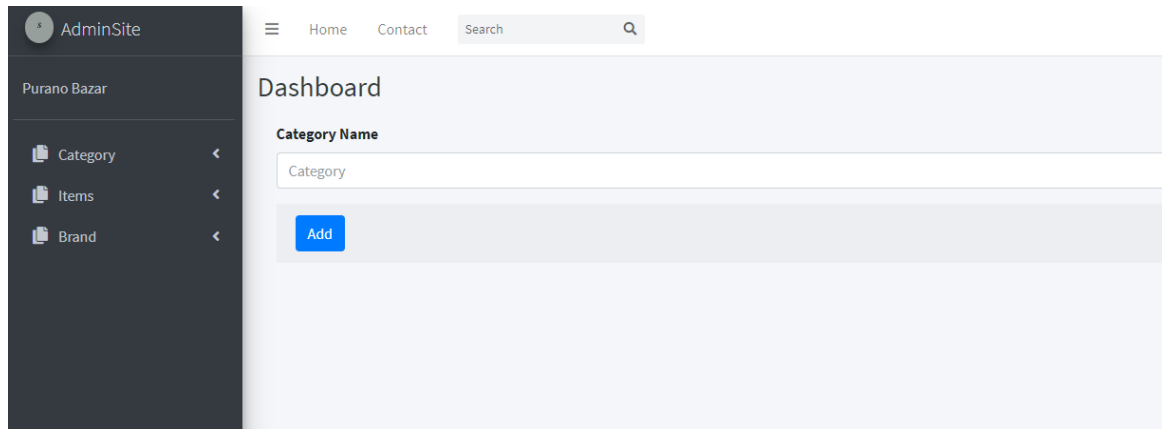 s AdminSite
Home Contact Search
Purano Bazar
Dashboard
Category Name
Category
Category
Items
Brand
Add